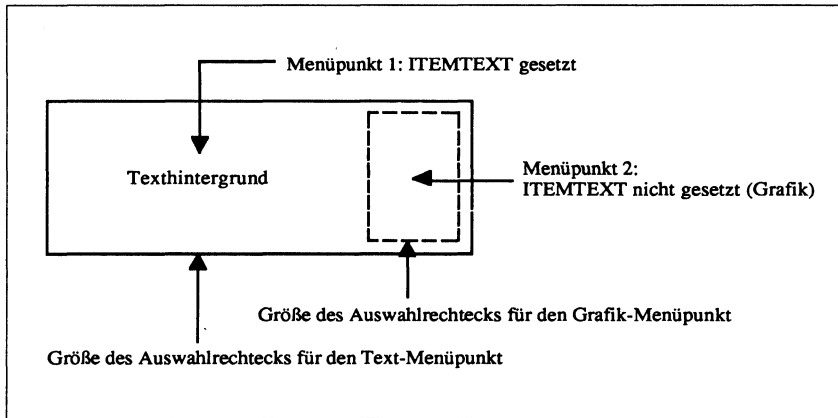 Menüpunkt 1: ITEMTEXT gesetzt
Texthintergrund
Menüpunkt 2:
ITEMTEXT nicht gesetzt (Grafik)
Größe des Auswahlrechtecks für den Grafik-Menüpunkt
Größe des Auswahlrechtecks für den Text-Menüpunkt